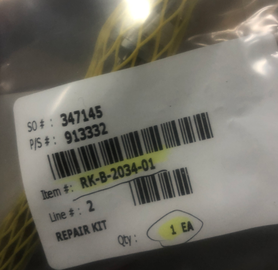 SO # : 347145
P/S# : 913332
Item #: RK-B-2034-01
Line # : 2
REPAIR KIT
Qty : 1 EA